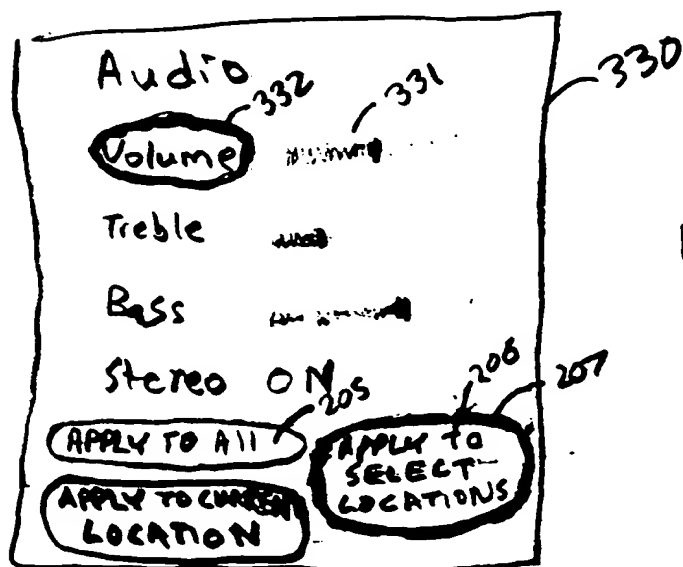 Audio
332
331
330
Volume
Treble
Bass
Stereo ON
205
206
207
APPLY TO All
APPLY TO
SELECT
LOCATIONS
APPLY TO CURRENT
LOCATION